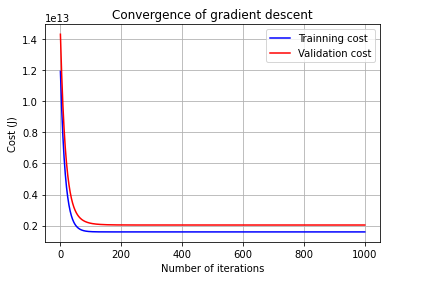 Convergence of gradient descent
1e13
Trainning cost
Validation cost
1.4
1.2
1.0
0.8
0.6
0.4
0.2
Cost (J)
0 200 400 600 800 1000
Number of iterations